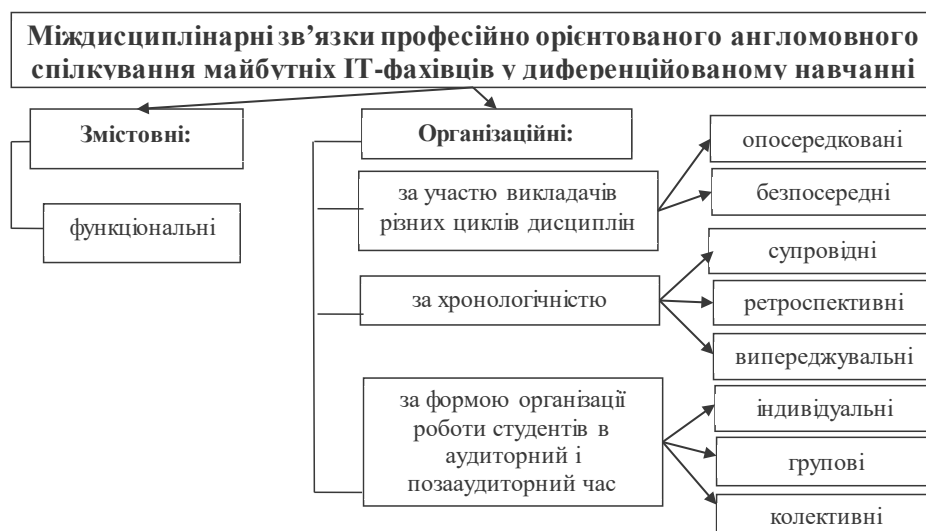 Міждисциплінарні зв’язки професійно орієнтованого англомовного
спілкування майбутніх ІТ-фахівців у диференційованому навчанні
Змістовні:
функціональні
Організаційні:
за участю викладачів
різних циклів дисциплін
опосередковані
безпосередні
за хронологічністю
супровідні
ретроспективні
випереджувальні
за формою організації
роботи студентів в
аудиторний і
позааудиторний час
індивідуальні
групові
колективні